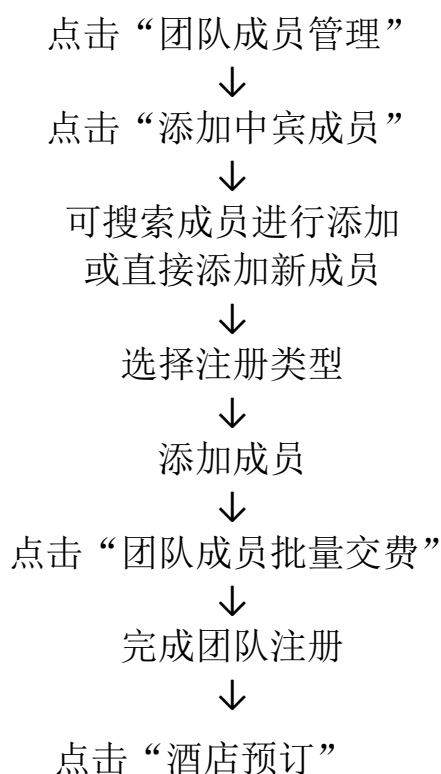 点击“团队成员管理”
↓
点击“添加中宾成员”
↓
可搜索成员进行添加
或直接添加新成员
↓
选择注册类型
↓
添加成员
↓
点击“团队成员批量交费”
↓
完成团队注册
↓
点击“酒店预订”